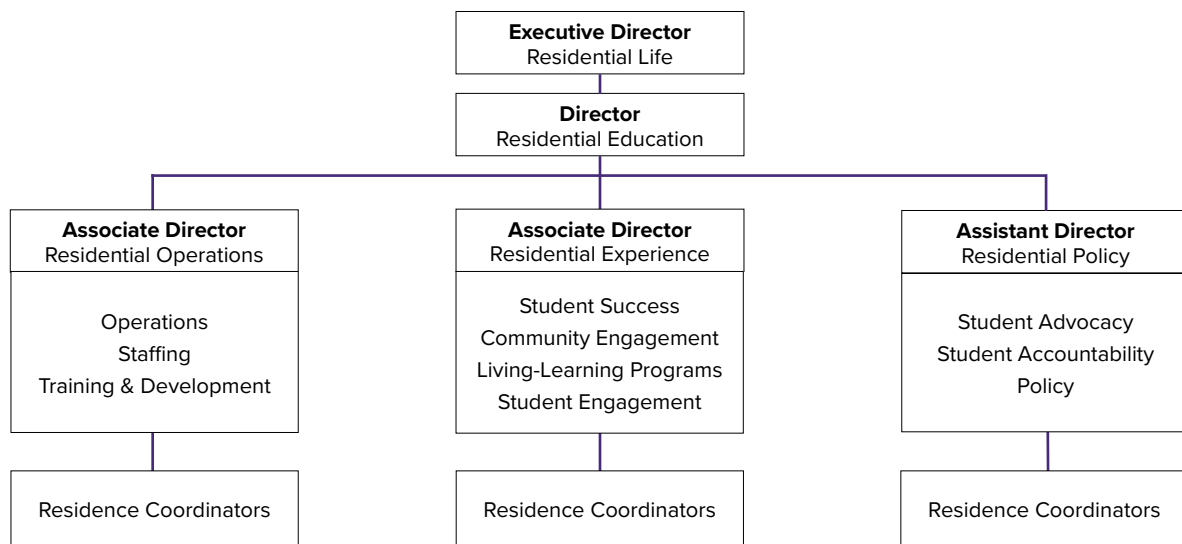 Executive Director
Residential Life
Director
Residential Education
Associate Director
Residential Operations
Operations
Staffing
Training & Development
Residence Coordinators
Associate Director
Residential Experience
Student Success
Community Engagement
Living-Learning Programs
Student Engagement
Residence Coordinators
Assistant Director
Residential Policy
Student Advocacy
Student Accountability
Policy
Residence Coordinators